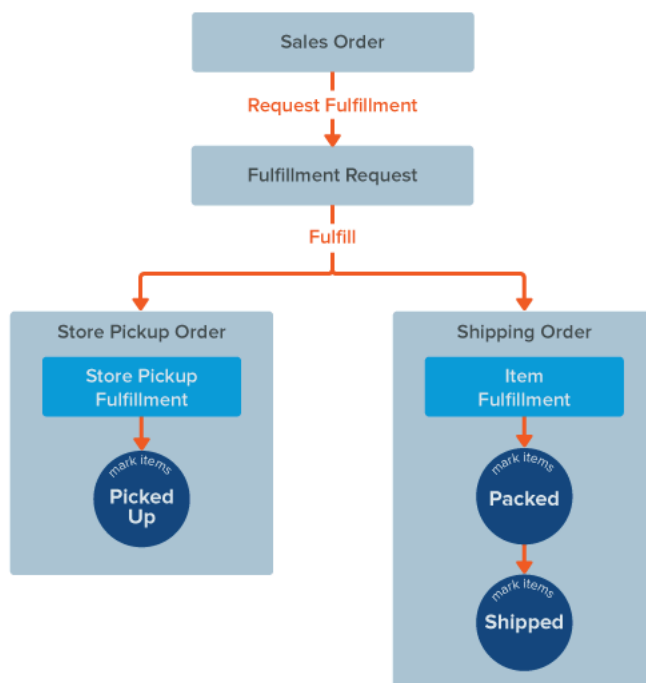 Sales Order
Request Fulfillment
Fulfillment Request
Fulfill
Store Pickup Order
Store Pickup
Fulfillment
mark items
Picked
Up
Shipping Order
Item
Fulfillment
mark items
Packed
mark items
Shipped